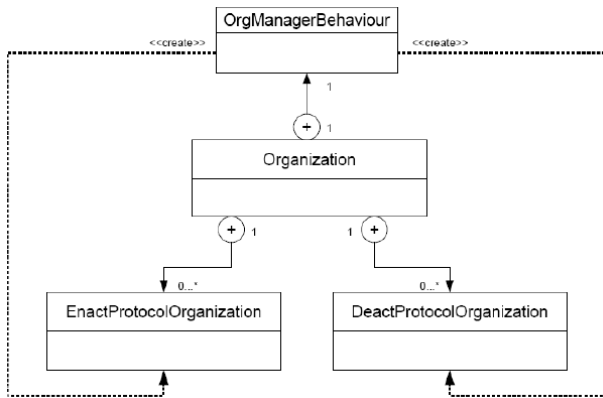 OrgManagerBehaviour
<<create>> <<create>>
1
+ 1
Organization
+ 1 1 +
0...* 0...*
EnactProtocolOrganization DeactProtocolOrganization